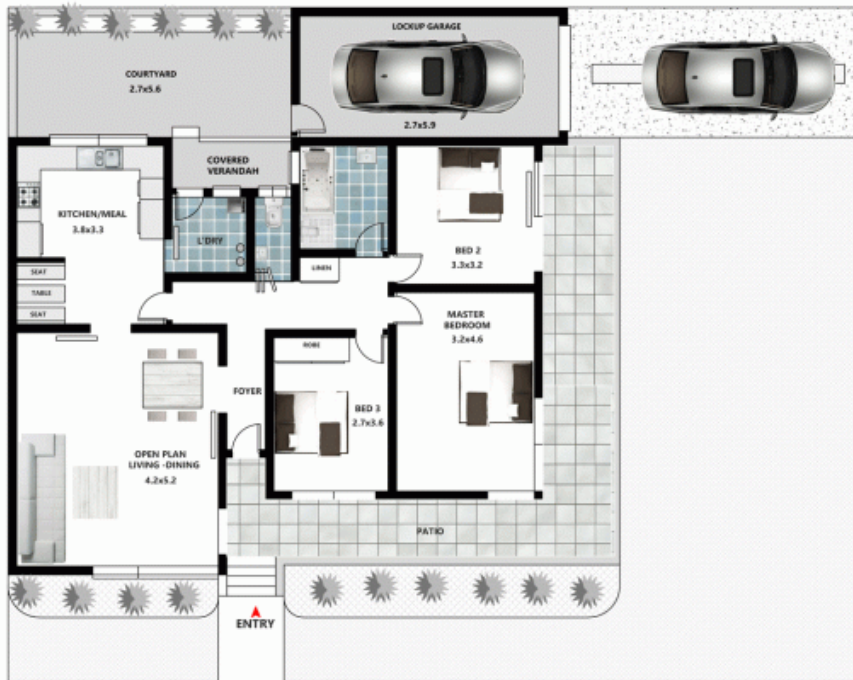 LOCKUP GARAGE
COURTYARD
2.7x5.6
2.7x5.9
COVERED
VERANDAH
KITCHEN/MEAL
3.8x3.3
L'DRY
BED 2
3.3x3.2
SEAT
TABLE
SEAT
LINEN
MASTER
BEDROOM
3.2x4.6
ROBE
FOYER
BED 3
2.7x3.6
OPEN PLAN
LIVING -DINING
4.2x5.2
PATIO
ENTRY